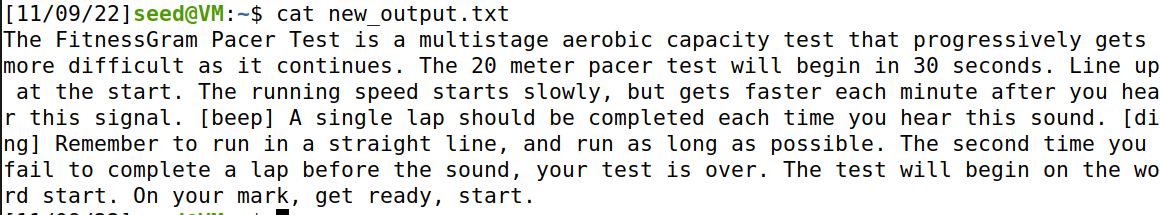 [11/09/22]seed@VM:~$ cat new_output.txt
The FitnessGram Pacer Test is a multistage aerobic capacity test that progressively gets
more difficult as it continues. The 20 meter pacer test will begin in 30 seconds. Line up
 at the start. The running speed starts slowly, but gets faster each minute after you hea
r this signal. [beep] A single lap should be completed each time you hear this sound. [di
ng] Remember to run in a straight line, and run as long as possible. The second time you
fail to complete a lap before the sound, your test is over. The test will begin on the wo
rd start. On your mark, get ready, start.